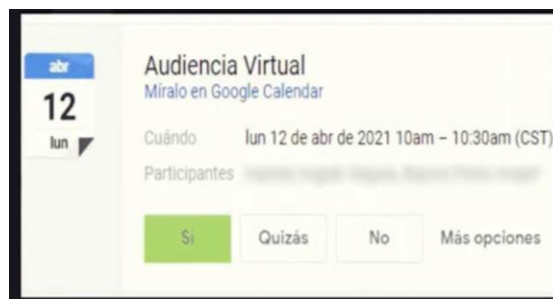 abr
12
lun
Audiencia Virtual
Míralo en Google Calendar
Cuándo lun 12 de abr de 2021 10am – 10:30am (CST)
Participantes
Si Quizás No Más opciones